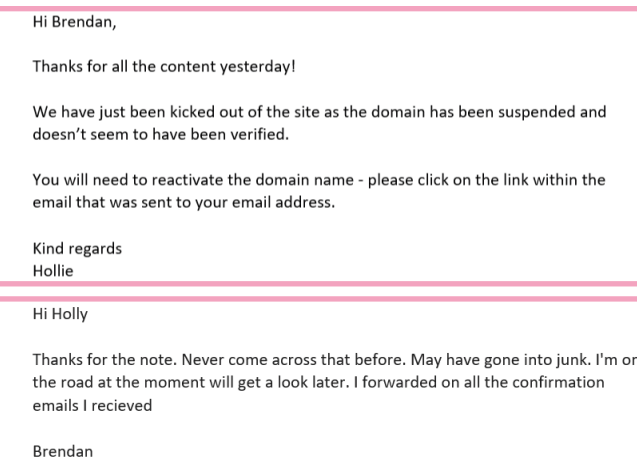 Hi Brendan,
Thanks for all the content yesterday!
We have just been kicked out of the site as the domain has been suspended and
doesn’t seem to have been verified.
You will need to reactivate the domain name - please click on the link within the
email that was sent to your email address.
Kind regards
Hollie
Hi Holly
Thanks for the note. Never come across that before. May have gone into junk. I'm or
the road at the moment will get a look later. I forwarded on all the confirmation
emails I recieved
Brendan